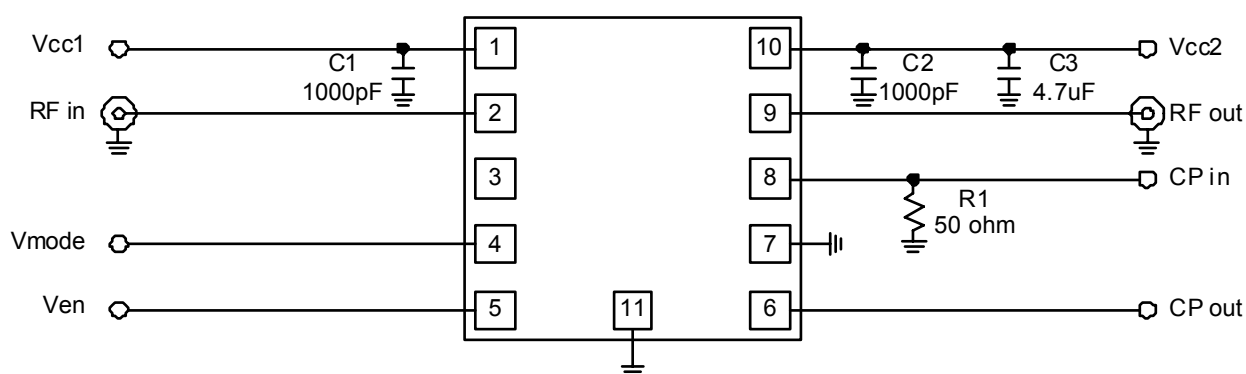 Vcc1
1
10
Vcc2
C1
1000pF
C2
1000pF
C3
4.7uF
RF in
2
9
RF out
3
8
CP in
R1
50 ohm
Vmode
4
7
Ven
5
11
6
CP out